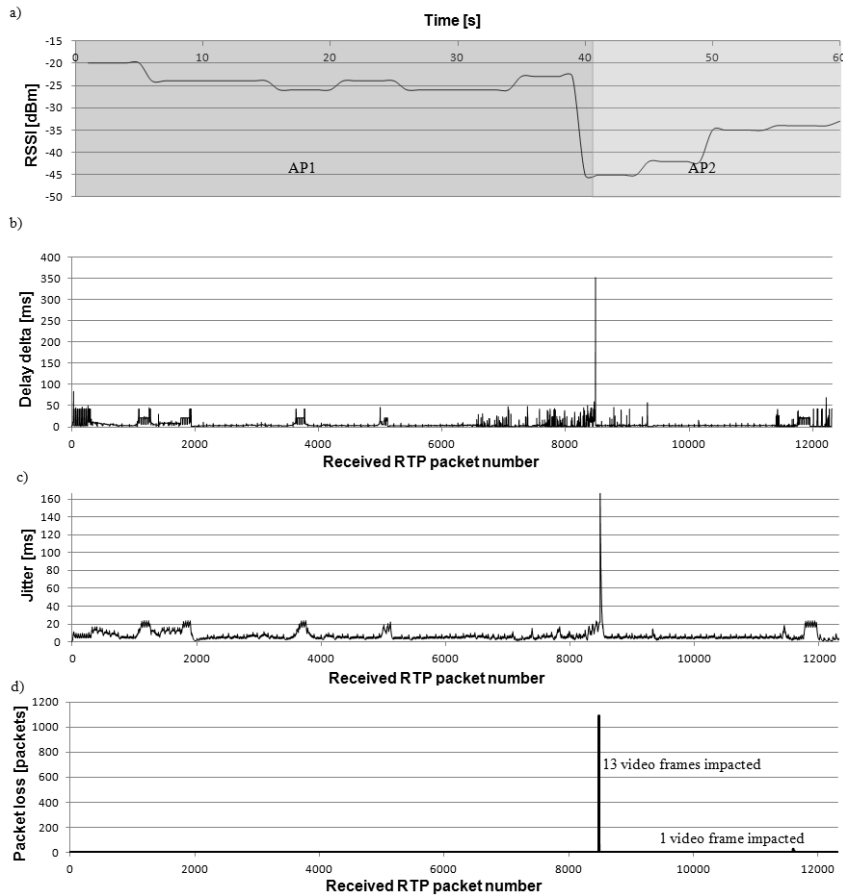 a)
Time [s]
-15
0 10 20 30 40 50 60
-20
-25
-30
-35
-40
-45
-50
RSSI [dBm]
AP1
AP2
b)
400
350
300
250
200
150
100
50
0
Delay delta [ms]
0 2000 4000 6000 8000 10000 12000
Received RTP packet number
c)
160
140
120
100
80
60
40
20
0
Jitter [ms]
0 2000 4000 6000 8000 10000 12000
Received RTP packet number
d)
1200
1000
800
600
400
200
0
Packet loss [packets]
13 video frames impacted
1 video frame impacted
0 2000 4000 6000 8000 10000 12000
Received RTP packet number